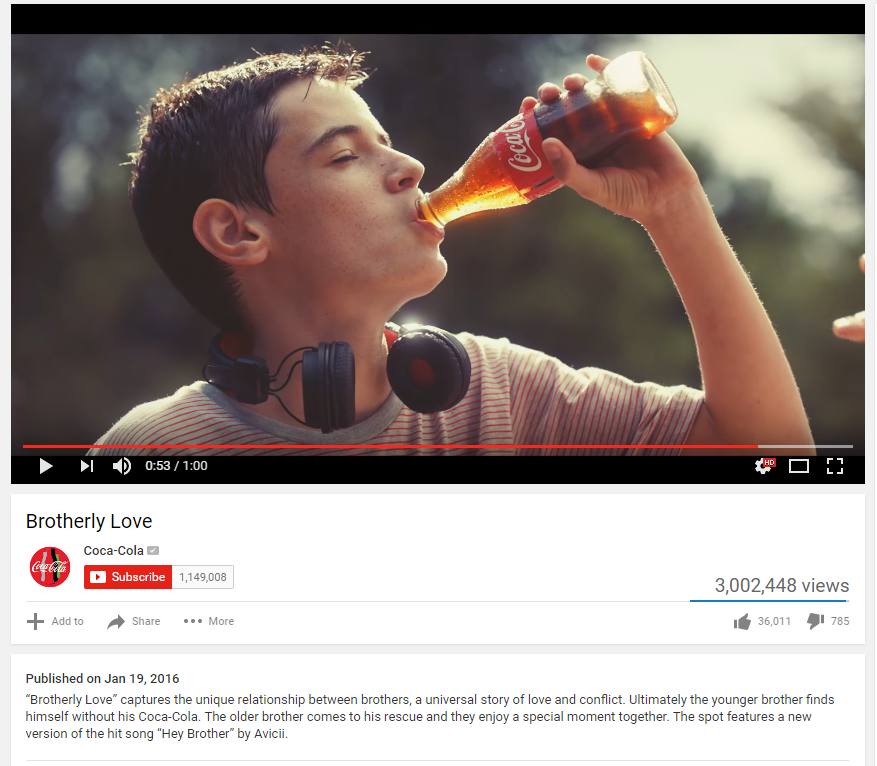 Coca-Cola
0:53 / 1:00
HD
Brotherly Love
Coca-Cola
Coca-Cola
Subscribe 1,149,008
3,002,448 views
Add to Share More 36,011 785
Published on Jan 19, 2016
“Brotherly Love” captures the unique relationship between brothers, a universal story of love and conflict. Ultimately the younger brother finds
himself without his Coca-Cola. The older brother comes to his rescue and they enjoy a special moment together. The spot features a new
version of the hit song “Hey Brother” by Avicii.